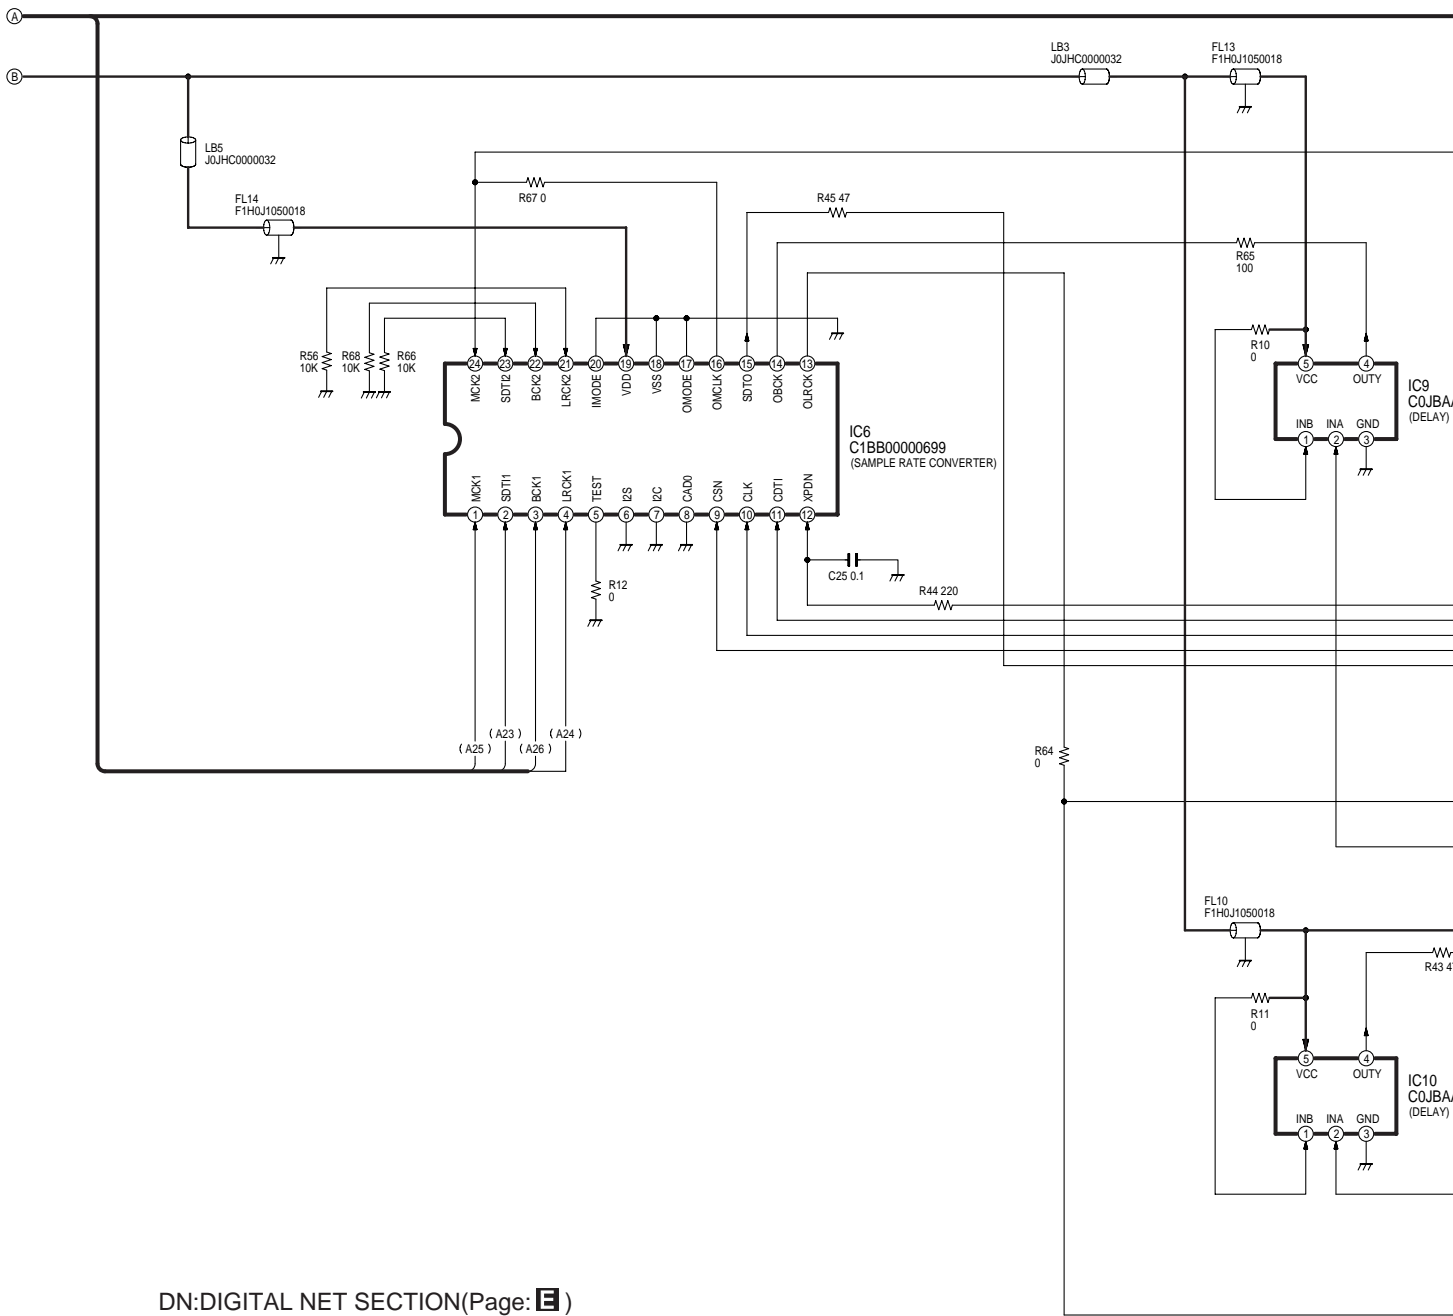 A
B
LB3
J0JHC0000032
FL13
F1H0J1050018
LB5
J0JHC0000032
FL14
F1H0J1050018
R67 0
R45 47
R65
100
R56
10K
R68
10K
R66
10K
R10
0
24 23 22 21 20 19 18 17 16 15 14 13
MCK2 SDTI2 BCK2 LRCK2 IMODE VDD VSS OMODE OMCLK SDTO OBCK OLRCK
IC6
C1BB00000699
(SAMPLE RATE CONVERTER)
MCK1 SDTI1 BCK1 LRCK1 TEST I2S I2C CAD0 CSN CLK CDTI XPDN
1 2 3 4 5 6 7 8 9 10 11 12
5 4
VCC OUTY
IC9
C0JBAA
(DELAY)
INB INA GND
1 2 3
R12
0
C25 0.1
R44 220
(A25) (A23) (A26) (A24)
R64
0
FL10
F1H0J1050018
R43 47
R11
0
5 4
VCC OUTY
IC10
C0JBAA
(DELAY)
INB INA GND
1 2 3
DN:DIGITAL NET SECTION(Page: E )